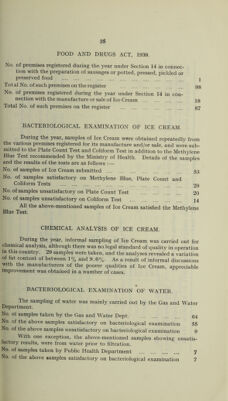 28
FOOD AND DRUGS ACT, 1938.
No. of premises registered during the year under Section 14 in connec-
tion with the preparation of sausages or potted, pressed, pickled or
preserved food 1
Total No. of such premises on the register 98
No. of premises registered during the year under Section 14 in con-
nection with the manufacture or sale of Ice Cream 18
Total No. of such premises on the register 87
BACTERIOLOGICAL EXAMINATION OF ICE CREAM.
During the year, samples of Ice Cream were obtained repeatedly from
the various premises registered for its manufacture and/or sale, and were sub-
mitted to the Plate Count Test and Coliform Test in addition to the Methylene
Blue Test recommended by the Ministry of Health. Details of the samples
and the results of the tests are as follows :—
No. of samples of Ice Cream submitted 53
No. of samples satisfactory on Methylene Blue, Plate Count and
Coliform Tests 29
No. of samples unsatisfactory on Plate Count Test 20
No. of samples unsatisfactory on Coliform Test 14
All the above-mentioned samples of Ice Cream satisfied the Methylene
Blue Test.
CHEMICAL ANALYSIS OF ICE CREAM.
During the year, informal sampling of Ice Cream was carried out for
chemical analysis, although there was no legal standard of quality in operation
in this country. 29 samples were taken, and the analyses revealed a variation
of fat content of between 1% and 9.6%. As a result of informal discussions
with the manufacturers of the poorer qualities of Ice Cream, appreciable
improvement was obtained in a number of cases.
BACTERIOLOGICAL EXAMINATION OF WATER.
The sampling of water was mainly carried out by the Gas and Water
Department.
No. of samples taken by the Gas and Water Dept. 64
No. of the above samples satisfactory on bacteriological examination 55
No. of the above samples unsatisfactory on bacteriological examination 9
With one exception, the above-mentioned samples showing unsatis-
factory results, were from water prior to filtration.
No. of samples taken by Public Health Department 7
No. of the above samples satisfactory on bacteriological examination 7